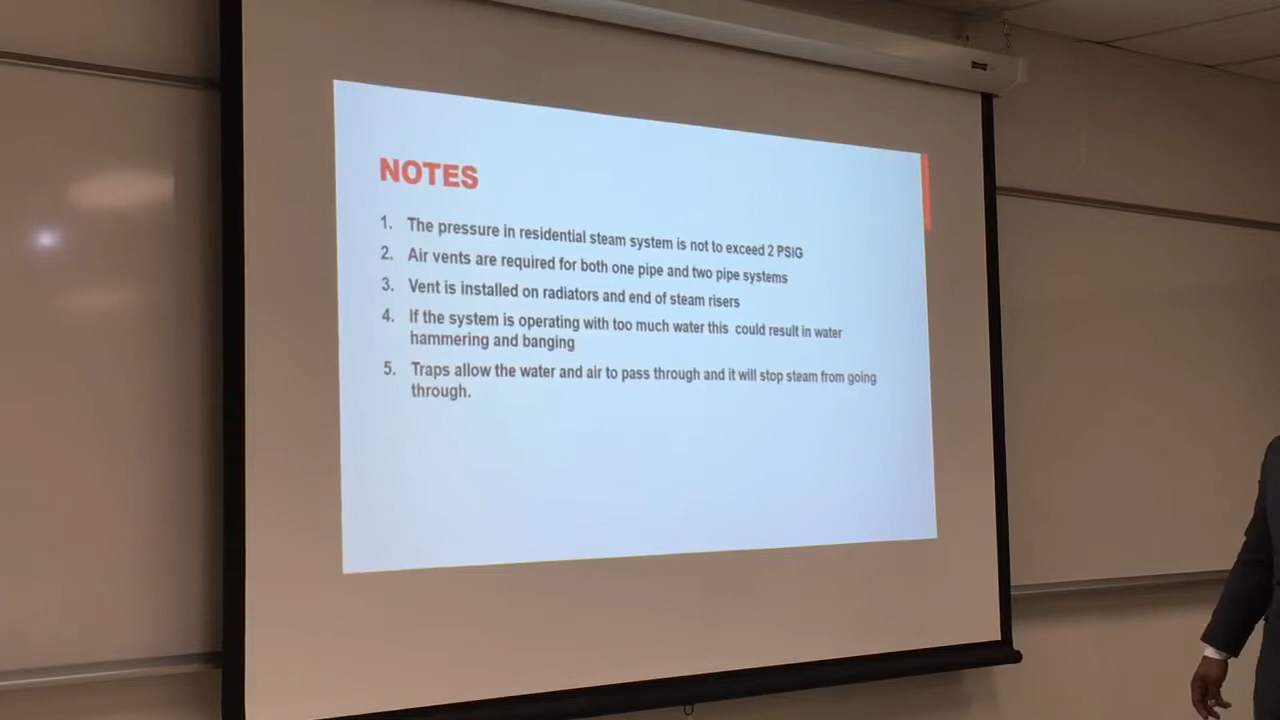 NOTES
1. The pressure in residential steam system is not to exceed 2 PSIG
2. Air vents are required for both one pipe and two pipe systems
3. Vent is installed on radiators and end of steam risers
4. If the system is operating with too much water this could result in water
hammering and banging
5. Traps allow the water and air to pass through and it will stop steam from going
through.